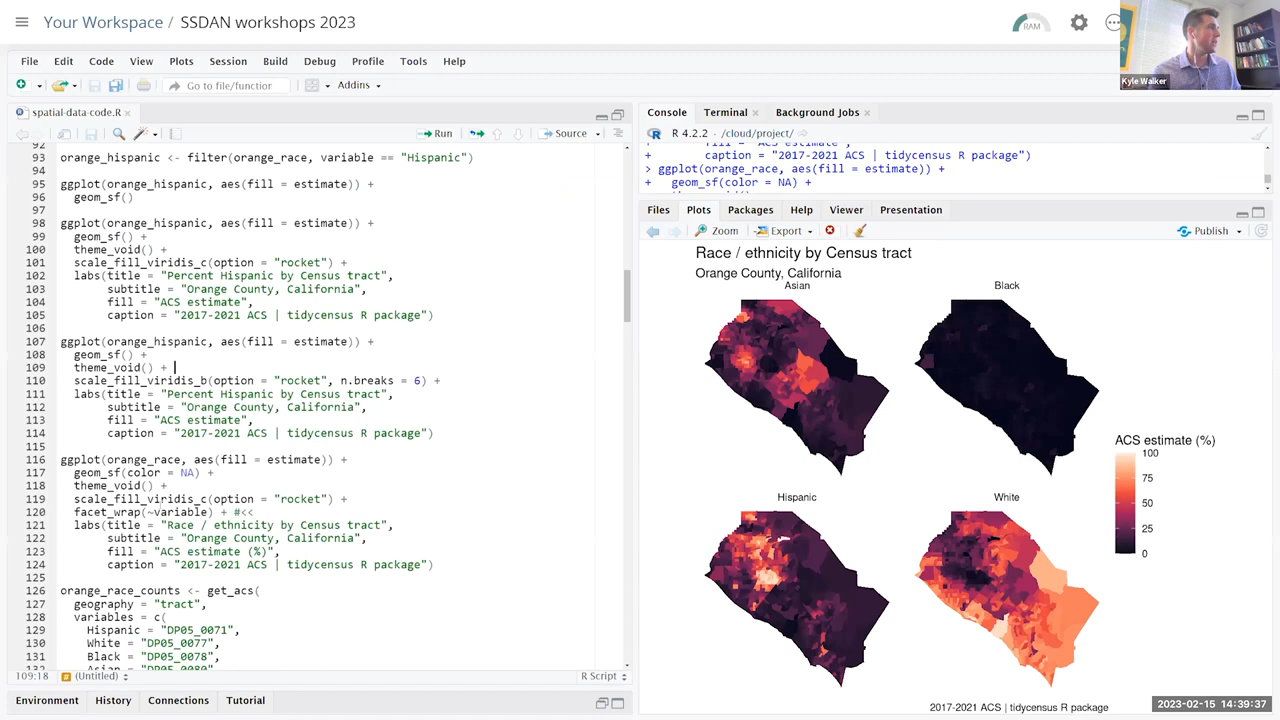 Your Workspace / SSDAN workshops 2023
RAM
Kyle Walker
File Edit Code View Plots Session Build Debug Profile Tools Help
Go to file/function Addins
spatial-data-code.R
Run Source
92
93 orange_hispanic <- filter(orange_race, variable == "Hispanic")
94
95 ggplot(orange_hispanic, aes(fill = estimate)) +
96 geom_sf()
97
98 ggplot(orange_hispanic, aes(fill = estimate)) +
99 geom_sf() +
100 theme_void() +
101 scale_fill_viridis_c(option = "rocket") +
102 labs(title = "Percent Hispanic by Census tract",
103 subtitle = "Orange County, California",
104 fill = "ACS estimate",
105 caption = "2017-2021 ACS | tidycensus R package")
106
107 ggplot(orange_hispanic, aes(fill = estimate)) +
108 geom_sf() +
109 theme_void() +
110 scale_fill_viridis_b(option = "rocket", n.breaks = 6) +
111 labs(title = "Percent Hispanic by Census tract",
112 subtitle = "Orange County, California",
113 fill = "ACS estimate",
114 caption = "2017-2021 ACS | tidycensus R package")
115
116 ggplot(orange_race, aes(fill = estimate)) +
117 geom_sf(color = NA) +
118 theme_void() +
119 scale_fill_viridis_c(option = "rocket") +
120 facet_wrap(~variable) + #<<
121 labs(title = "Race / ethnicity by Census tract",
122 subtitle = "Orange County, California",
123 fill = "ACS estimate (%)",
124 caption = "2017-2021 ACS | tidycensus R package")
125
126 orange_race_counts <- get_acs(
127 geography = "tract",
128 variables = c(
129 Hispanic = "DP05_0071",
130 White = "DP05_0077",
131 Black = "DP05_0078",
132 Asian = "DP05_0080",
109:18 # (Untitled) R Script
Environment History Connections Tutorial
Console Terminal Background Jobs
R 4.2.2 · /cloud/project/
+ fill = "ACS estimate",
+ caption = "2017-2021 ACS | tidycensus R package")
> ggplot(orange_race, aes(fill = estimate)) +
+ geom_sf(color = NA) +
Files Plots Packages Help Viewer Presentation
Zoom Export Publish
Race / ethnicity by Census tract
Orange County, California
Asian Black
Hispanic White
ACS estimate (%)
100
75
50
25
0
2017-2021 ACS | tidycensus R package
2023-02-15 14:39:37